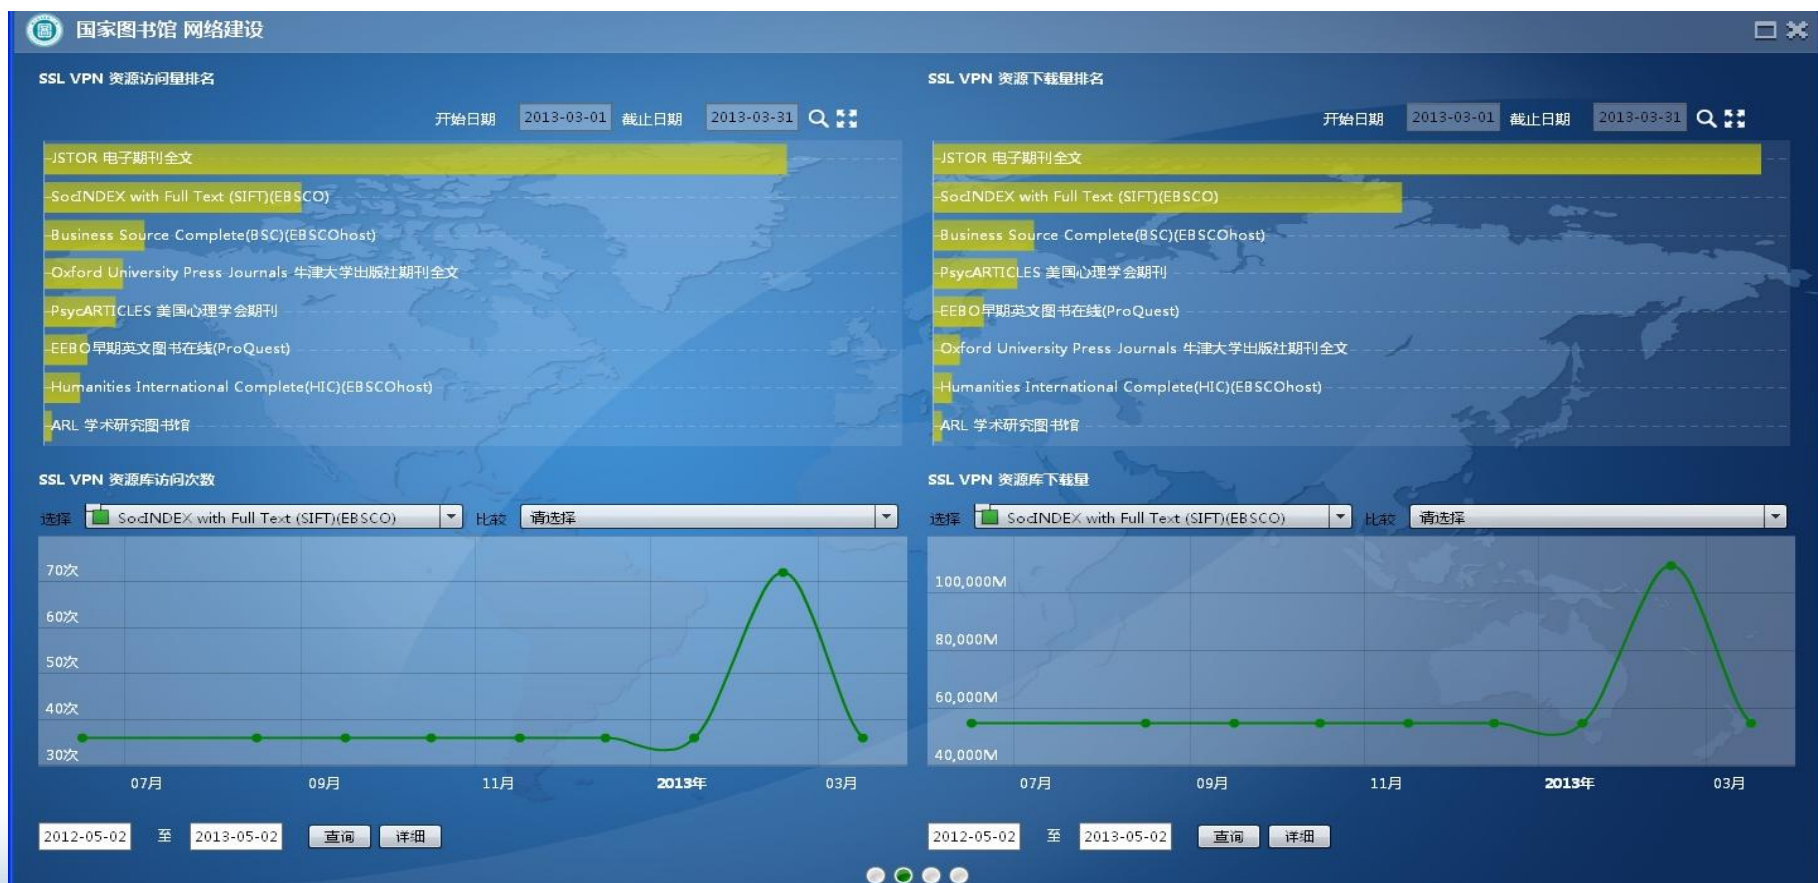 国家图书馆 网络建设
SSL VPN 资源访问量排名
开始日期 2013-03-01 截止日期 2013-03-31
JSTOR 电子期刊全文
SocINDEX with Full Text (SIFT)(EBSCO)
Business Source Complete(BSC)(EBSCOhost)
Oxford University Press Journals 牛津大学出版社期刊全文
PsycARTICLES 美国心理学会期刊
EEBO早期英文图书在线(ProQuest)
Humanities International Complete(HIC)(EBSCOhost)
ARL 学术研究图书馆
SSL VPN 资源下载量排名
开始日期 2013-03-01 截止日期 2013-03-31
JSTOR 电子期刊全文
SocINDEX with Full Text (SIFT)(EBSCO)
Business Source Complete(BSC)(EBSCOhost)
PsycARTICLES 美国心理学会期刊
EEBO早期英文图书在线(ProQuest)
Oxford University Press Journals 牛津大学出版社期刊全文
Humanities International Complete(HIC)(EBSCOhost)
ARL 学术研究图书馆
SSL VPN 资源库访问次数
选择 SocINDEX with Full Text (SIFT)(EBSCO) 比较 请选择
70次
60次
50次
40次
30次
07月 09月 11月 2013年 03月
2012-05-02 至 2013-05-02 查询 详细
SSL VPN 资源库下载量
选择 SocINDEX with Full Text (SIFT)(EBSCO) 比较 请选择
100,000M
80,000M
60,000M
40,000M
07月 09月 11月 2013年 03月
2012-05-02 至 2013-05-02 查询 详细